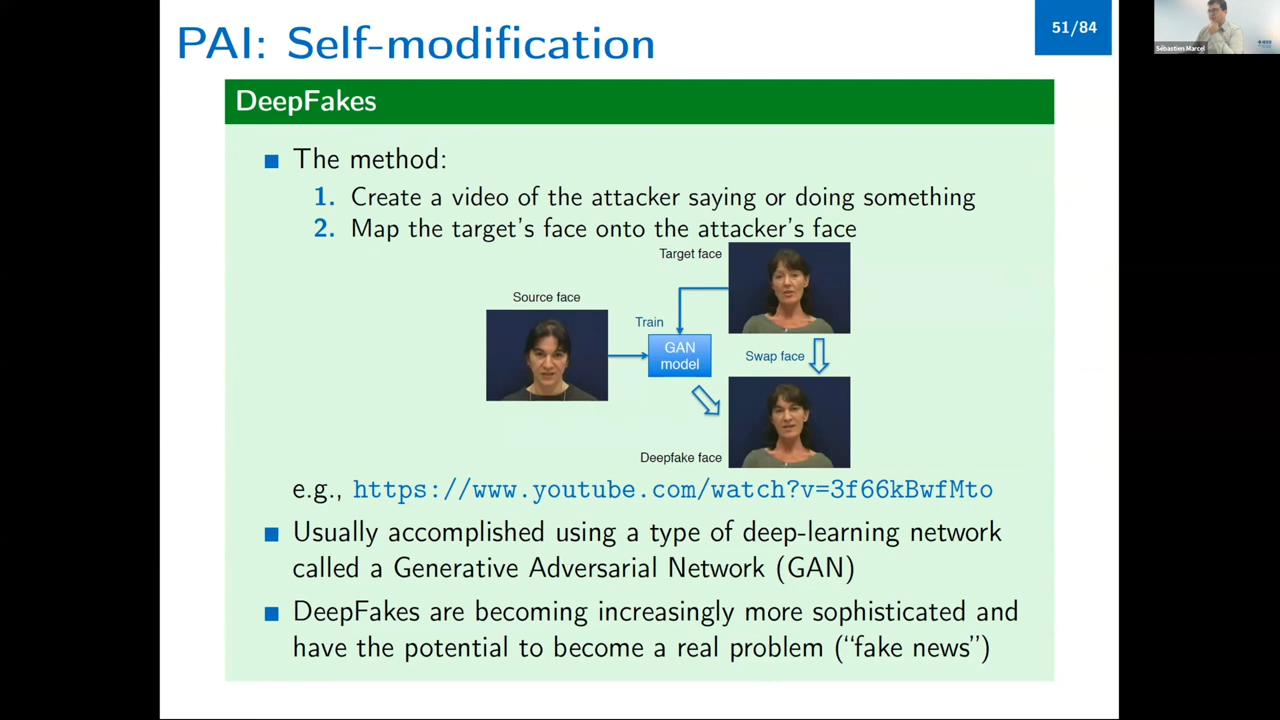 PAI: Self-modification
51/84
Sébastien Marcel
DeepFakes
The method:
1. Create a video of the attacker saying or doing something
2. Map the target's face onto the attacker's face
Target face
Source face
Train
GAN
model
Swap face
Deepfake face
e.g., https://www.youtube.com/watch?v=3f66kBwfMto
Usually accomplished using a type of deep-learning network
called a Generative Adversarial Network (GAN)
DeepFakes are becoming increasingly more sophisticated and
have the potential to become a real problem (“fake news”)